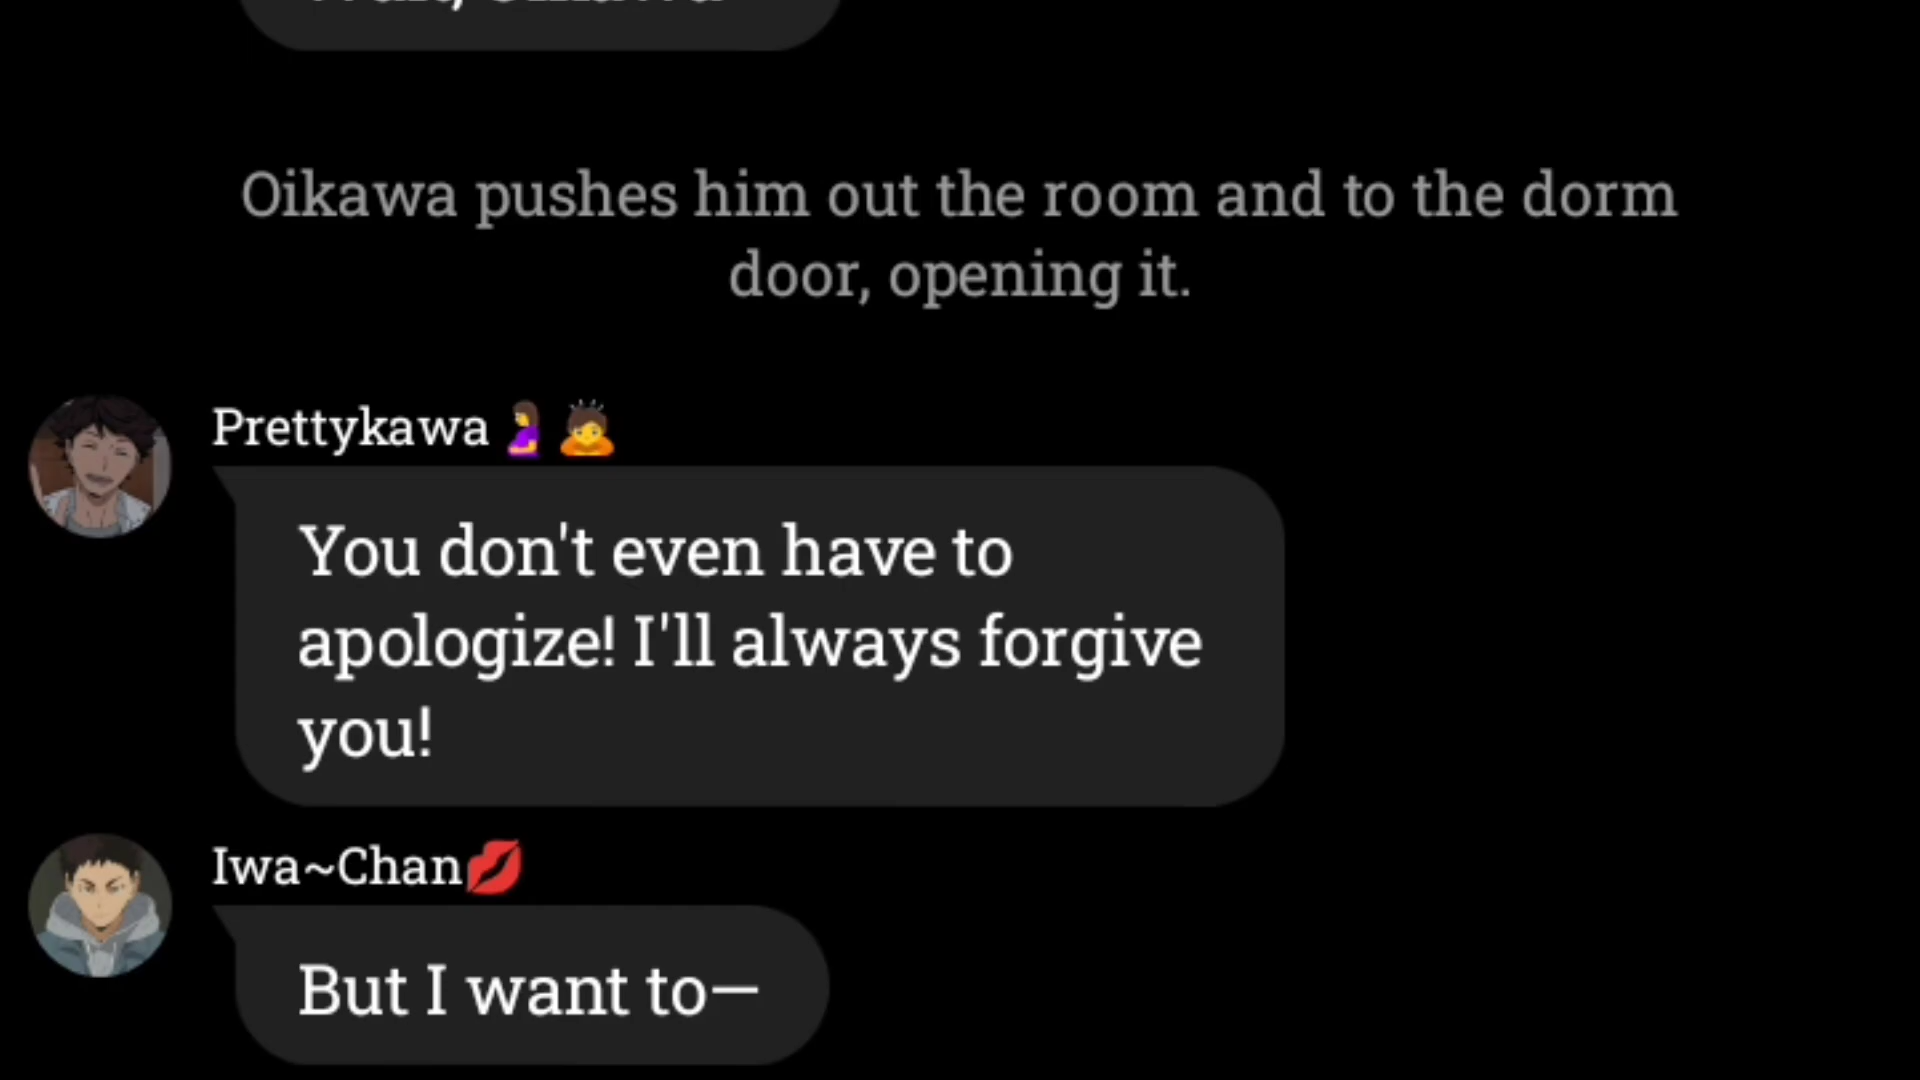 Oikawa pushes him out the room and to the dorm
door, opening it.
Prettykawa🤰🙇
You don't even have to
apologize! I'll always forgive
you!
Iwa~Chan💋
But I want to—